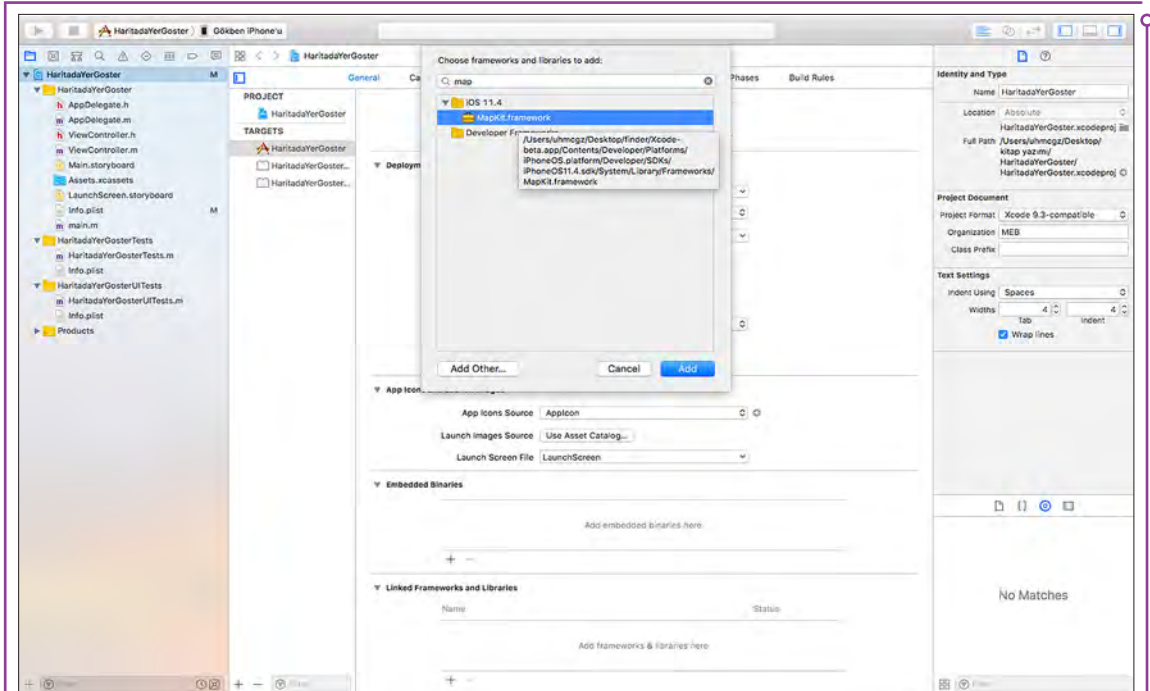 HaritadaYerGoster
Gökben iPhone'u
HaritadaYerGoster
M
HaritadaYerGoster
AppDelegate.h
AppDelegate.m
ViewController.h
ViewController.m
Main.storyboard
Assets.xcassets
LaunchScreen.storyboard
Info.plist
M
main.m
HaritadaYerGosterTests
HaritadaYerGosterTests.m
Info.plist
HaritadaYerGosterUITests
HaritadaYerGosterUITests.m
Info.plist
Products
HaritadaYerGoster
General
Ca
Phases
Build Rules
PROJECT
HaritadaYerGoster
TARGETS
HaritadaYerGoster
HaritadaYerGoster...
HaritadaYerGoster...
Choose frameworks and libraries to add:
map
iOS 11.4
MapKit.framework
Developer Frameworks
/Users/uhmcgz/Desktop/finder/Xcode-
beta.app/Contents/Developer/Platforms/
iPhoneOS.platform/Developer/SDKs/
iPhoneOS11.4.sdk/System/Library/Frameworks/
MapKit.framework
Add Other...
Cancel
Add
Deploym
App Icon
App Icons Source
AppIcon
Launch Images Source
Use Asset Catalog...
Launch Screen File
LaunchScreen
Embedded Binaries
Add embedded binaries here
Linked Frameworks and Libraries
Name
Status
Add frameworks & libraries here
Identity and Type
Name
HaritadaYerGoster
Location
Absolute
HaritadaYerGoster.xcodeproj
Full Path
/Users/uhmcgz/Desktop/
kitap yazımı/
HaritadaYerGoster/
HaritadaYerGoster.xcodeproj
Project Document
Project Format
Xcode 9.3-compatible
Organization
MEB
Class Prefix
Text Settings
Indent Using
Spaces
Widths
4
4
Tab
Indent
Wrap lines
No Matches
Filter